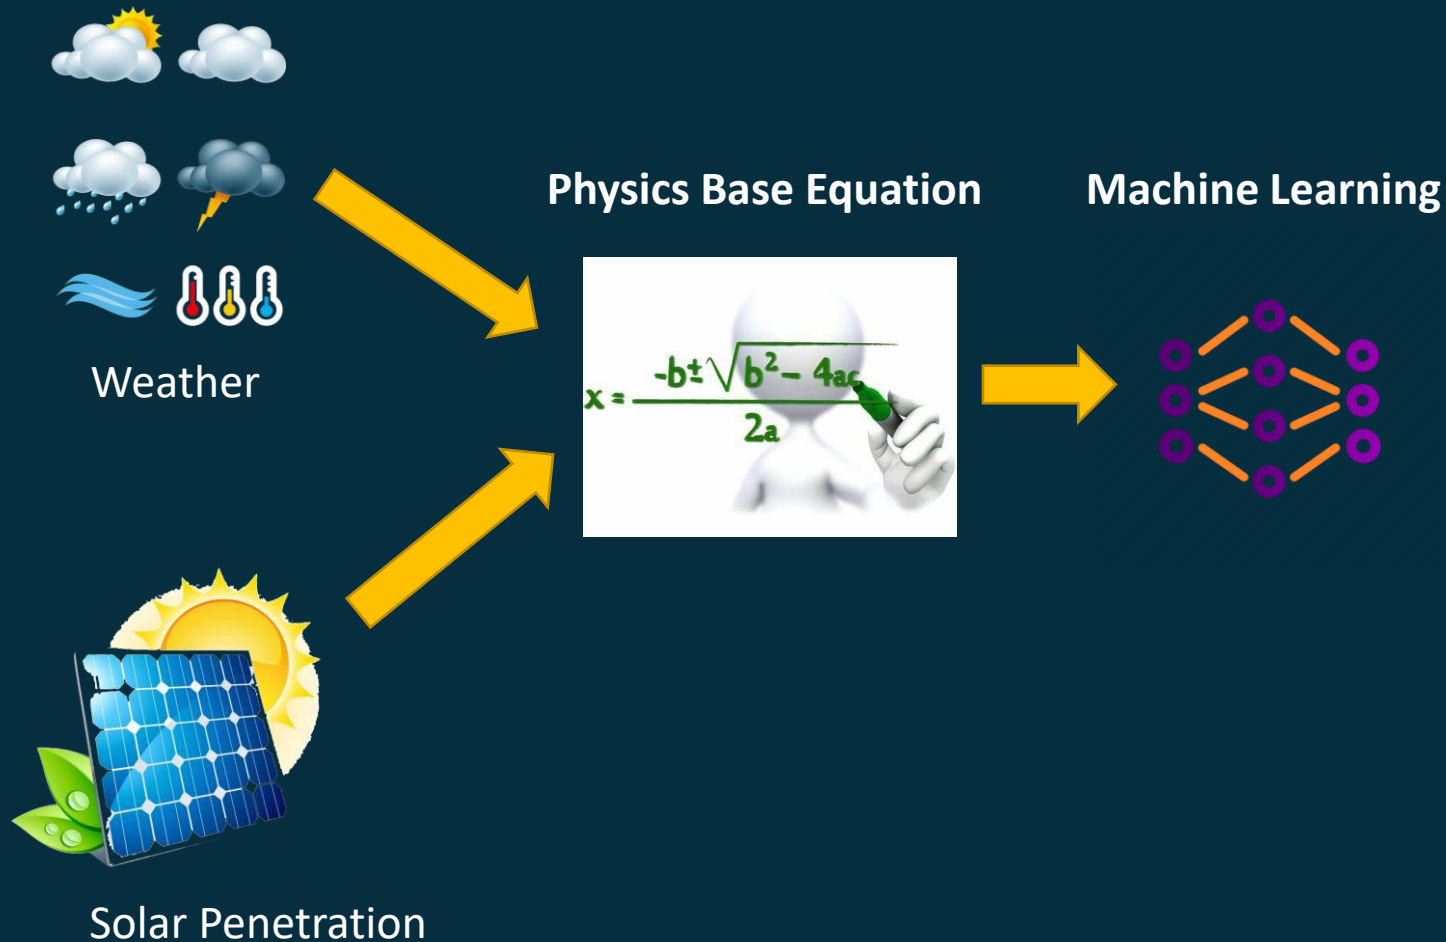 Physics Base Equation
Machine Learning
Weather
x = -b ± √b² – 4ac
2a
Solar Penetration